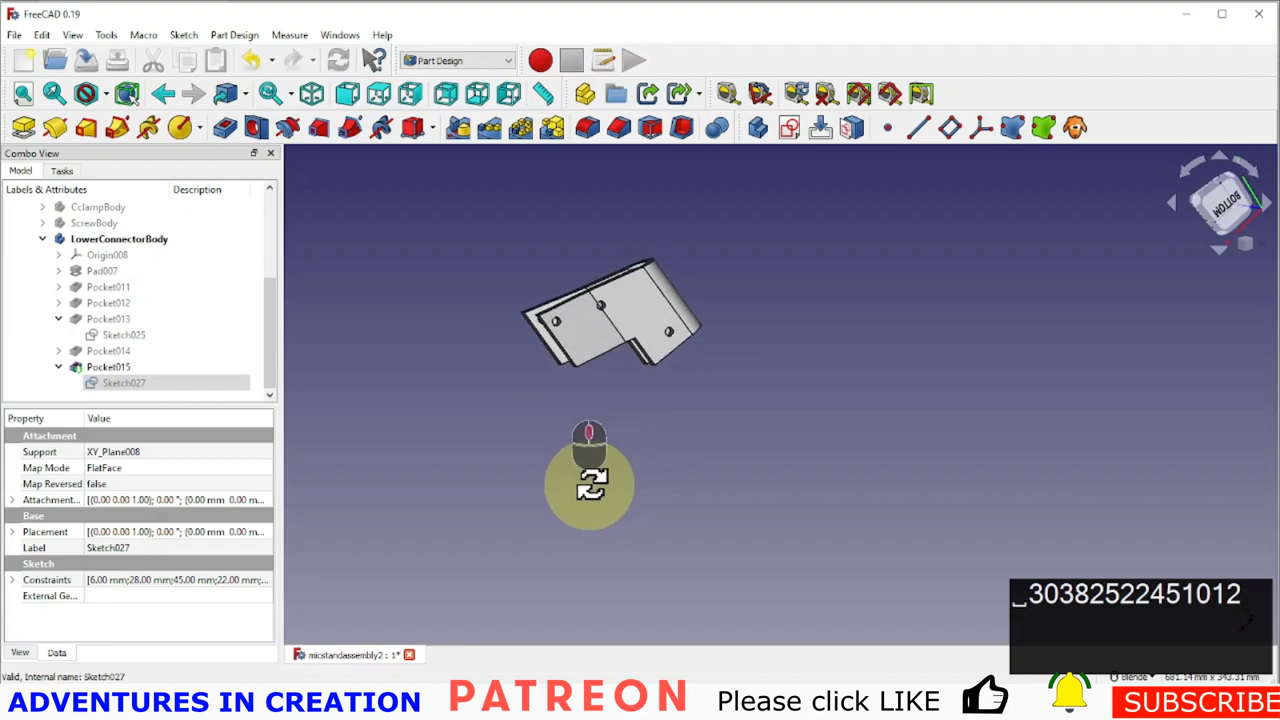 FreeCAD 0.19
File Edit View Tools Macro Sketch Part Design Measure Windows Help
Part Design
Combo View
Model Tasks
Labels & Attributes Description
CclampBody
ScrewBody
LowerConnectorBody
Origin008
Pad007
Pocket011
Pocket012
Pocket013
Sketch025
Pocket014
Pocket015
Sketch027
Property Value
Attachment
Support XY_Plane008
Map Mode FlatFace
Map Reversed false
Attachment... [(0.00 0.00 1.00); 0.00 °; (0.00 mm 0.00 m...
Base
Placement [(0.00 0.00 1.00); 0.00 °; (0.00 mm 0.00 m...
Label Sketch027
Sketch
Constraints [6.00 mm;28.00 mm;45.00 mm;22.00 mm;...
External Ge...
View Data
micstandassembly2 : 1*
Valid, Internal name: Sketch027
Blende 681.14 mm x 343.31 mm
BOTTOM
␣30382522451012
ADVENTURES IN CREATION PATREON Please click LIKE SUBSCRIBE